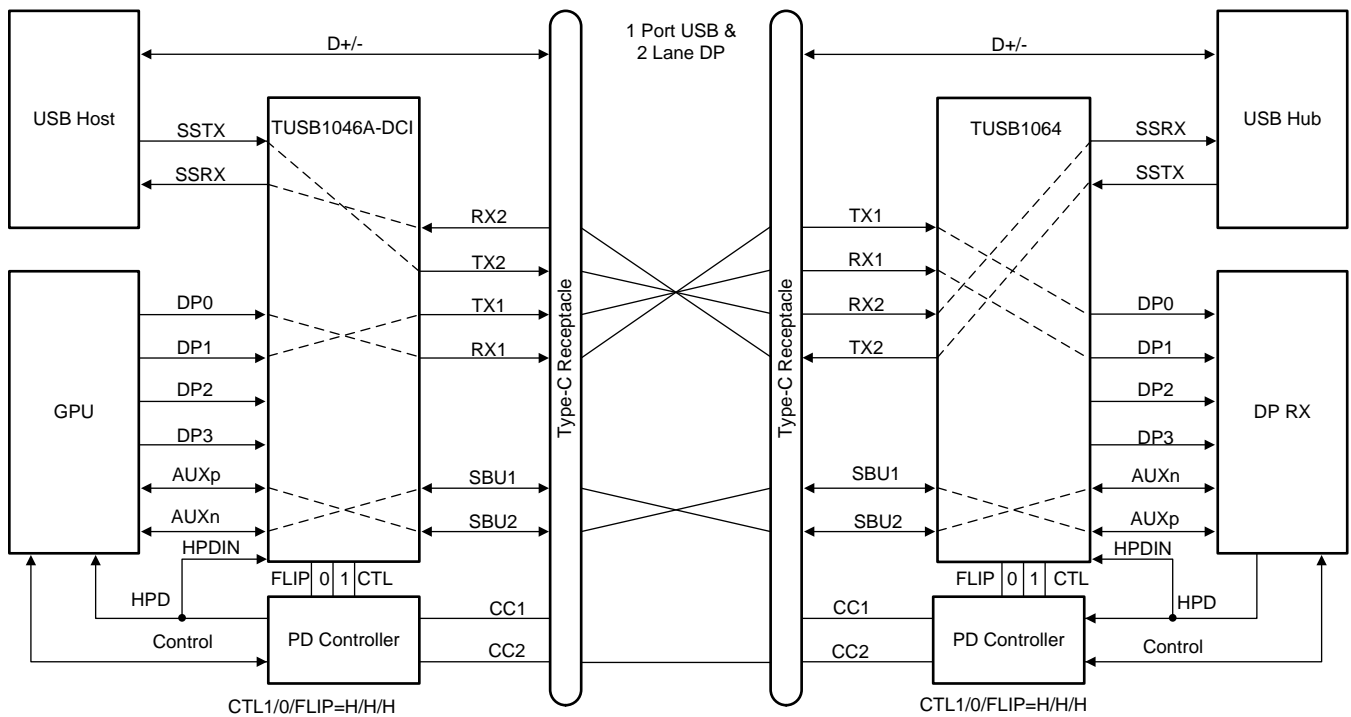 1 Port USB &
2 Lane DP
D+/-
D+/-
USB Host
USB Hub
TUSB1046A-DCI
TUSB1064
SSTX
SSRX
SSRX
SSTX
RX2
TX2
TX1
RX1
TX1
RX1
RX2
TX2
Type-C Receptacle
Type-C Receptacle
GPU
DP0
DP1
DP2
DP3
AUXp
AUXn
HPDIN
SBU1
SBU2
SBU1
SBU2
DP0
DP1
DP2
DP3
AUXn
AUXp
HPDIN
DP RX
FLIP 0 1 CTL
FLIP 0 1 CTL
HPD
Control
PD Controller
CC1
CC2
CC1
CC2
PD Controller
HPD
Control
CTL1/0/FLIP=H/H/H
CTL1/0/FLIP=H/H/H